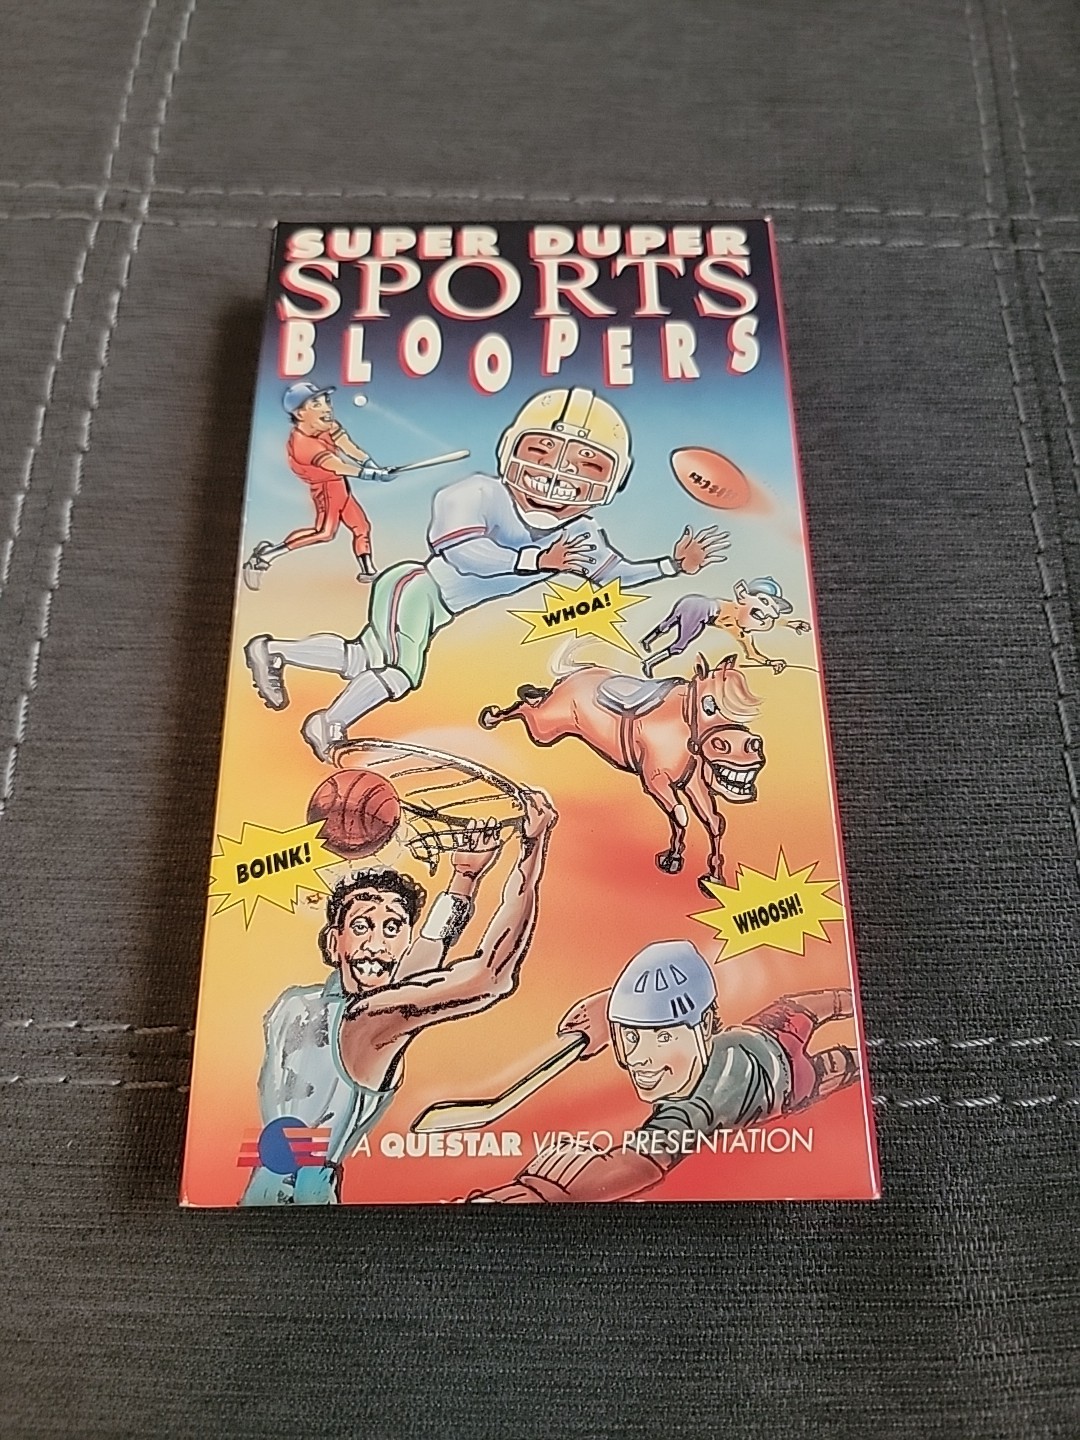 SUPER DUPER
SPORTS
BLOOPERS
WHOA!
BOINK!
WHOOSH!
A QUESTAR VIDEO PRESENTATION